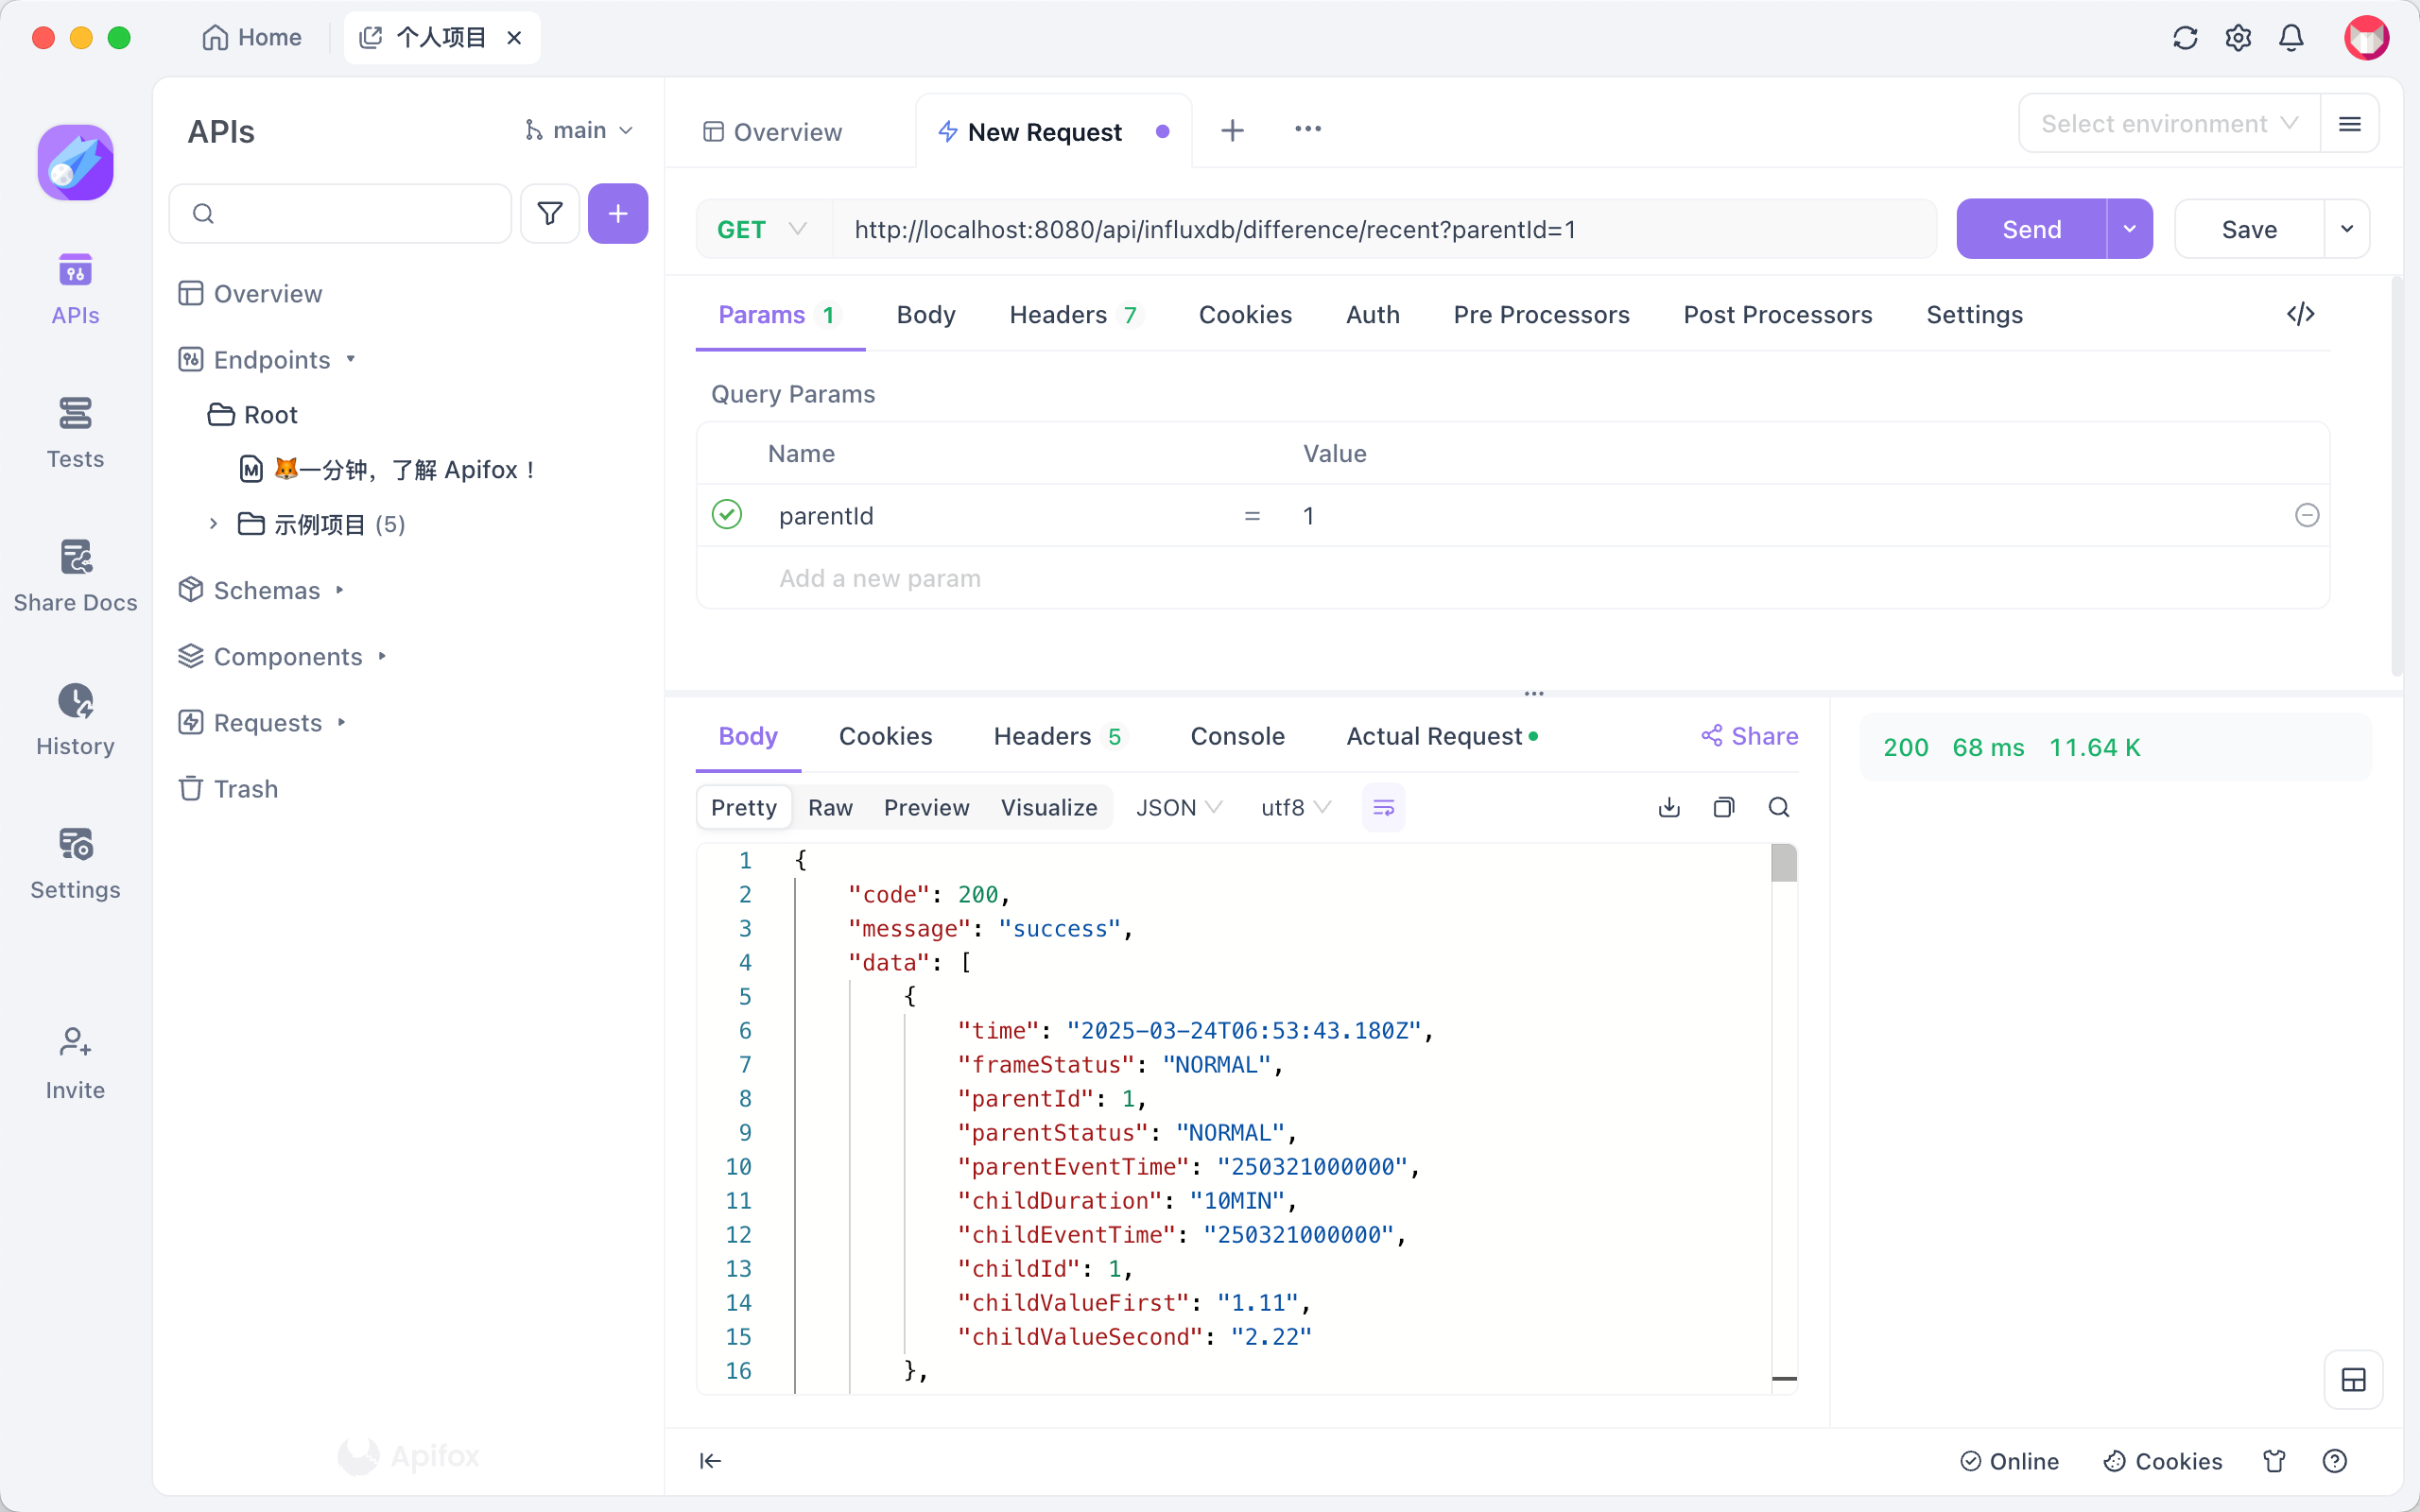 Home
个人项目
APIs
Tests
Share Docs
History
Settings
Invite
APIs
main
Overview
Endpoints
Root
🦊一分钟，了解 Apifox！
示例项目 (5)
Schemas
Components
Requests
Trash
Apifox
Overview
New Request
Select environment
GET
http://localhost:8080/api/influxdb/difference/recent?parentId=1
Send
Save
Params 1
Body
Headers 7
Cookies
Auth
Pre Processors
Post Processors
Settings
Query Params
Name
Value
parentId
=
1
Add a new param
Body
Cookies
Headers 5
Console
Actual Request
Share
200 68 ms 11.64 K
Pretty
Raw
Preview
Visualize
JSON
utf8
1 {
2 "code": 200,
3 "message": "success",
4 "data": [
5 {
6 "time": "2025-03-24T06:53:43.180Z",
7 "frameStatus": "NORMAL",
8 "parentId": 1,
9 "parentStatus": "NORMAL",
10 "parentEventTime": "250321000000",
11 "childDuration": "10MIN",
12 "childEventTime": "250321000000",
13 "childId": 1,
14 "childValueFirst": "1.11",
15 "childValueSecond": "2.22"
16 },
Online
Cookies